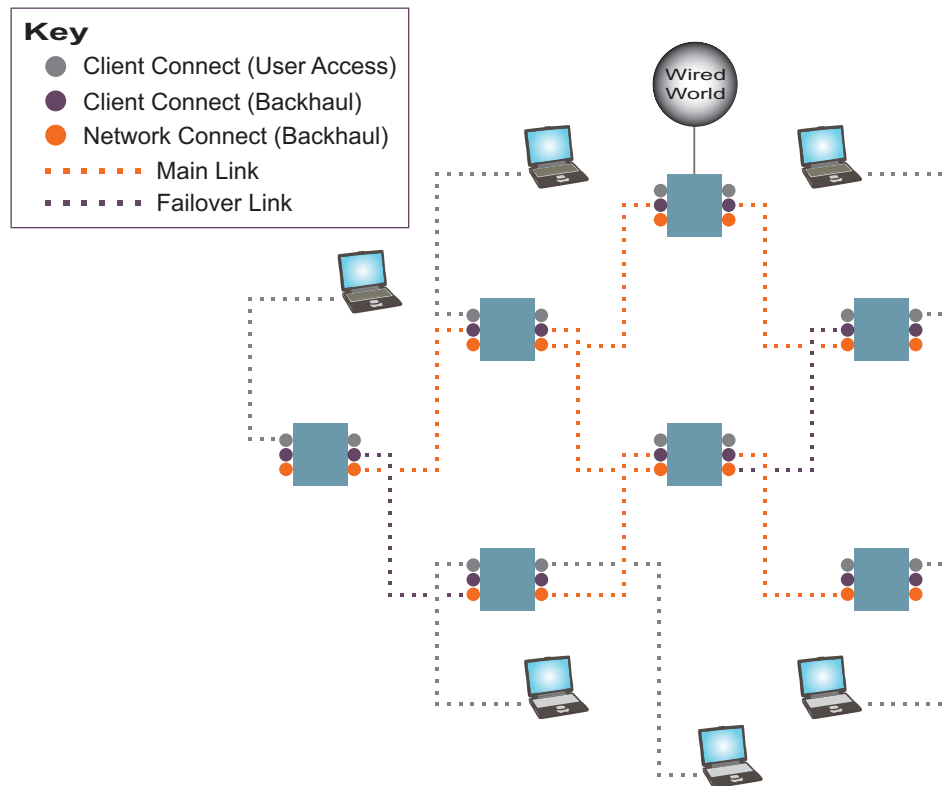 Key
Client Connect (User Access)
Client Connect (Backhaul)
Network Connect (Backhaul)
Main Link
Failover Link
Wired
World